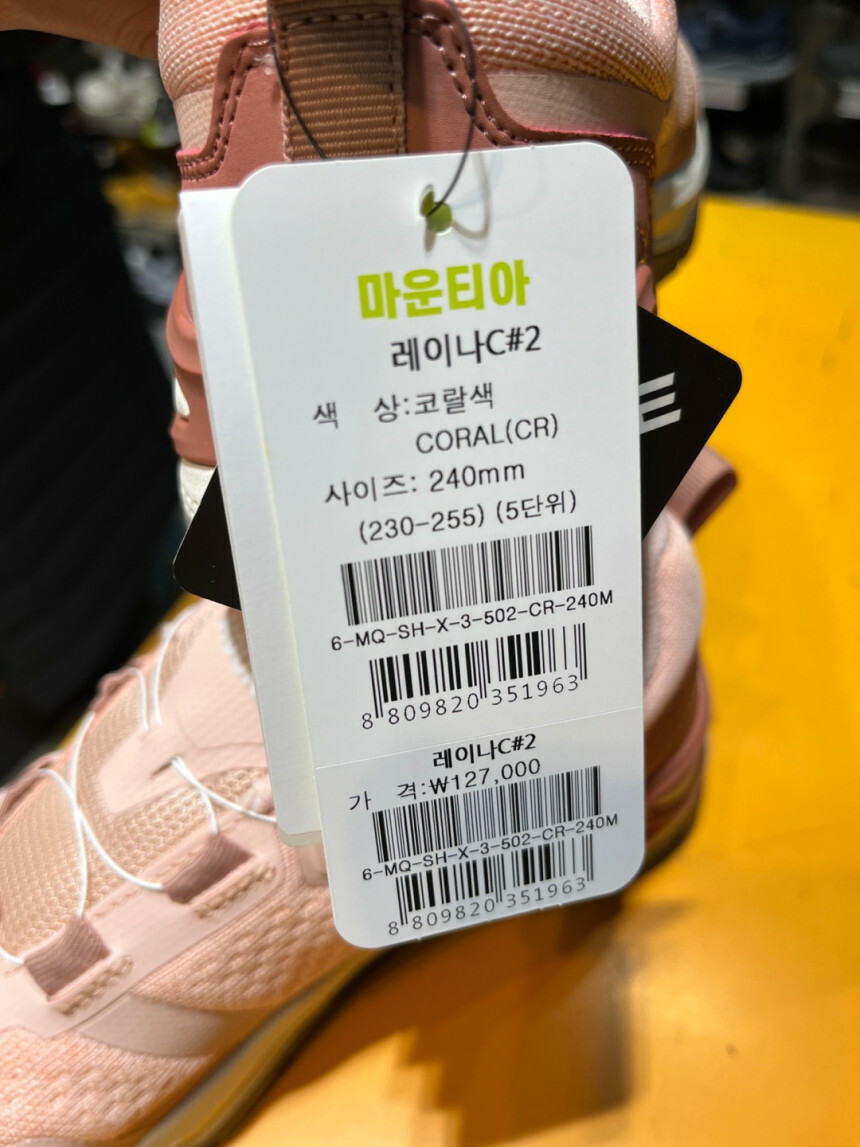 마운티아
레이나C#2
색 상:코랄색
CORAL(CR)
사이즈: 240mm
(230-255) (5단위)
6-MQ-SH-X-3-502-CR-240M
8 809820 351963
레이나C#2
가 격:₩127,000
6-MQ-SH-X-3-502-CR-240M
8 809820 351963